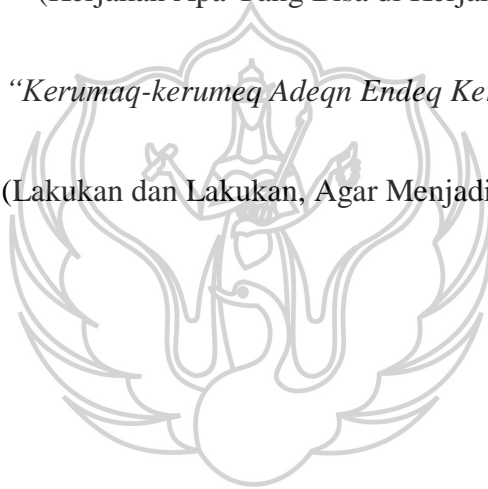 (Kerjakan Apa Yang Bisa di Kerja
“Kerumaq-kerumeq Adeqn Endeq Ke
(Lakukan dan Lakukan, Agar Menjadi